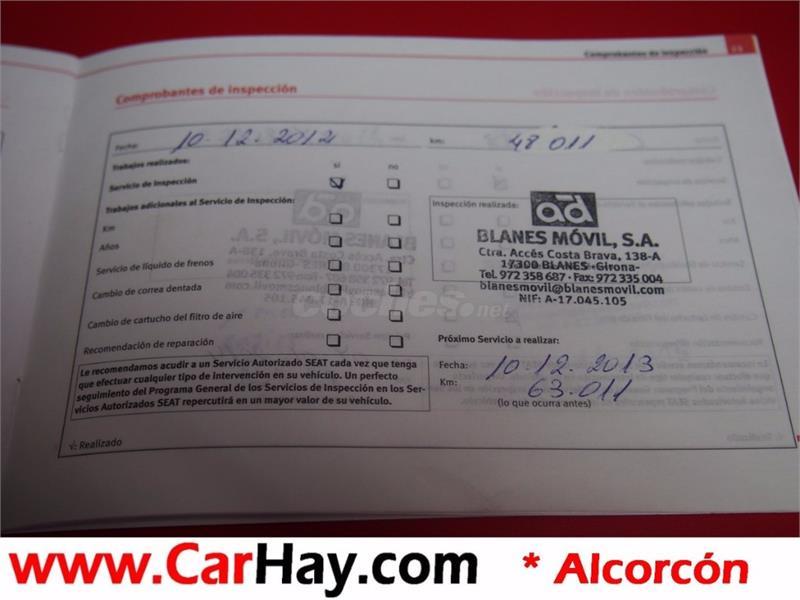 Comprobantes de inspección
Comprobantes de inspección
Fecha: 10-12-2012 km: 48011
Trabajos realizados: sí no
Servicio de inspección
Trabajos adicionales al Servicio de Inspección:
Km
Años
Servicio de líquido de frenos
Cambio de correa dentada
Cambio de cartucho del filtro de aire
Recomendación de reparación
Le recomendamos acudir a un Servicio Autorizado SEAT cada vez que tenga
que efectuar cualquier tipo de intervención en su vehículo. Un perfecto
seguimiento del Programa General de los Servicios de Inspección en los Ser-
vicios Autorizados SEAT repercutirá en un mayor valor de su vehículo.
√: Realizado
Inspección realizada:
ad
BLANES MÓVIL, S.A.
Ctra. Accés Costa Brava, 138-A
17300 BLANES -Girona-
Tel. 972 358 687 · Fax: 972 335 004
blanesmovil@blanesmovil.com
NIF: A-17.045.105
Próximo Servicio a realizar:
Fecha: 10.12.2013
Km: 63.011
(lo que ocurra antes)
coches.net
www.CarHay.com * Alcorcón